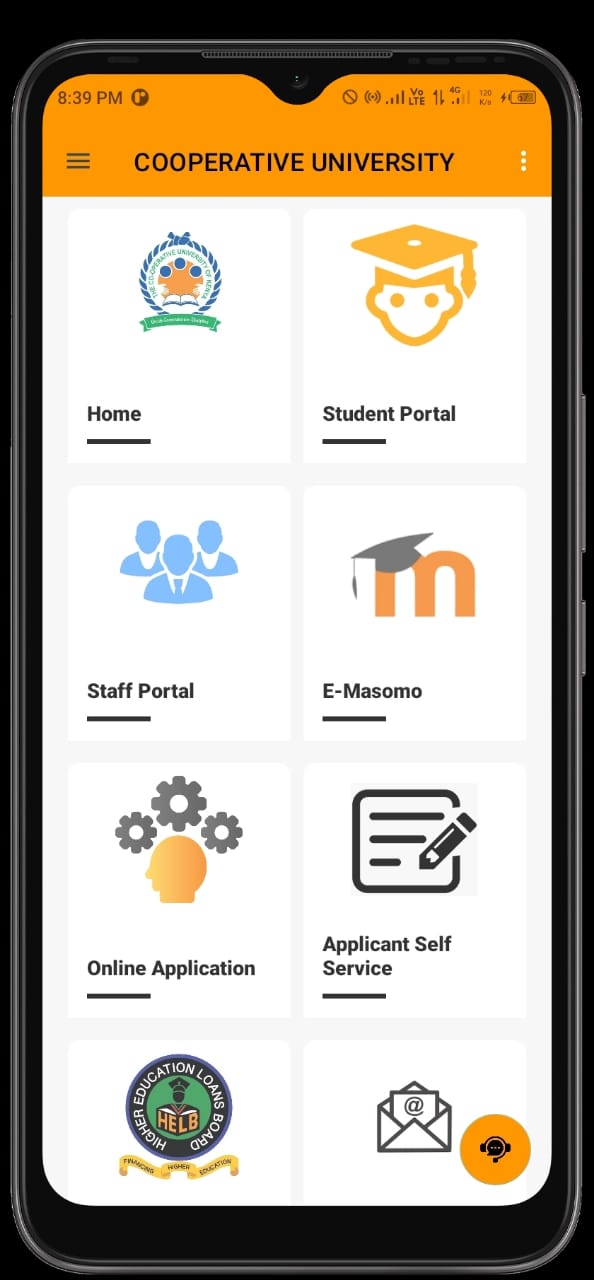 8:39 PM
Vo
LTE
4G
120
K/s
COOPERATIVE UNIVERSITY
THE CO-OPERATIVE UNIVERSITY OF KENYA
Home
Student Portal
m
Staff Portal
E-Masomo
Online Application
Applicant Self
Service
HIGHER EDUCATION LOANS BOARD
HELB
FINANCING HIGHER EDUCATION
@